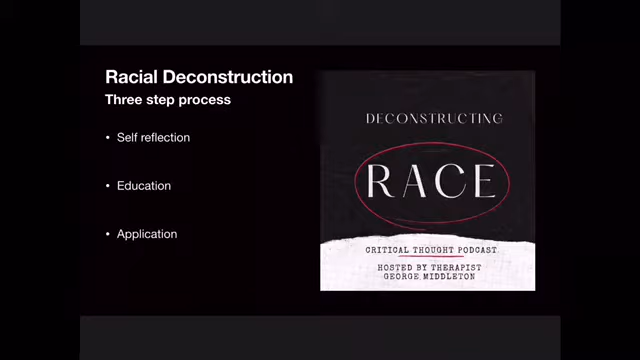 Racial Deconstruction
Three step process
• Self reflection
• Education
• Application
DECONSTRUCTING
RACE
CRITICAL THOUGHT PODCAST
HOSTED BY THERAPIST
GEORGE MIDDLETON